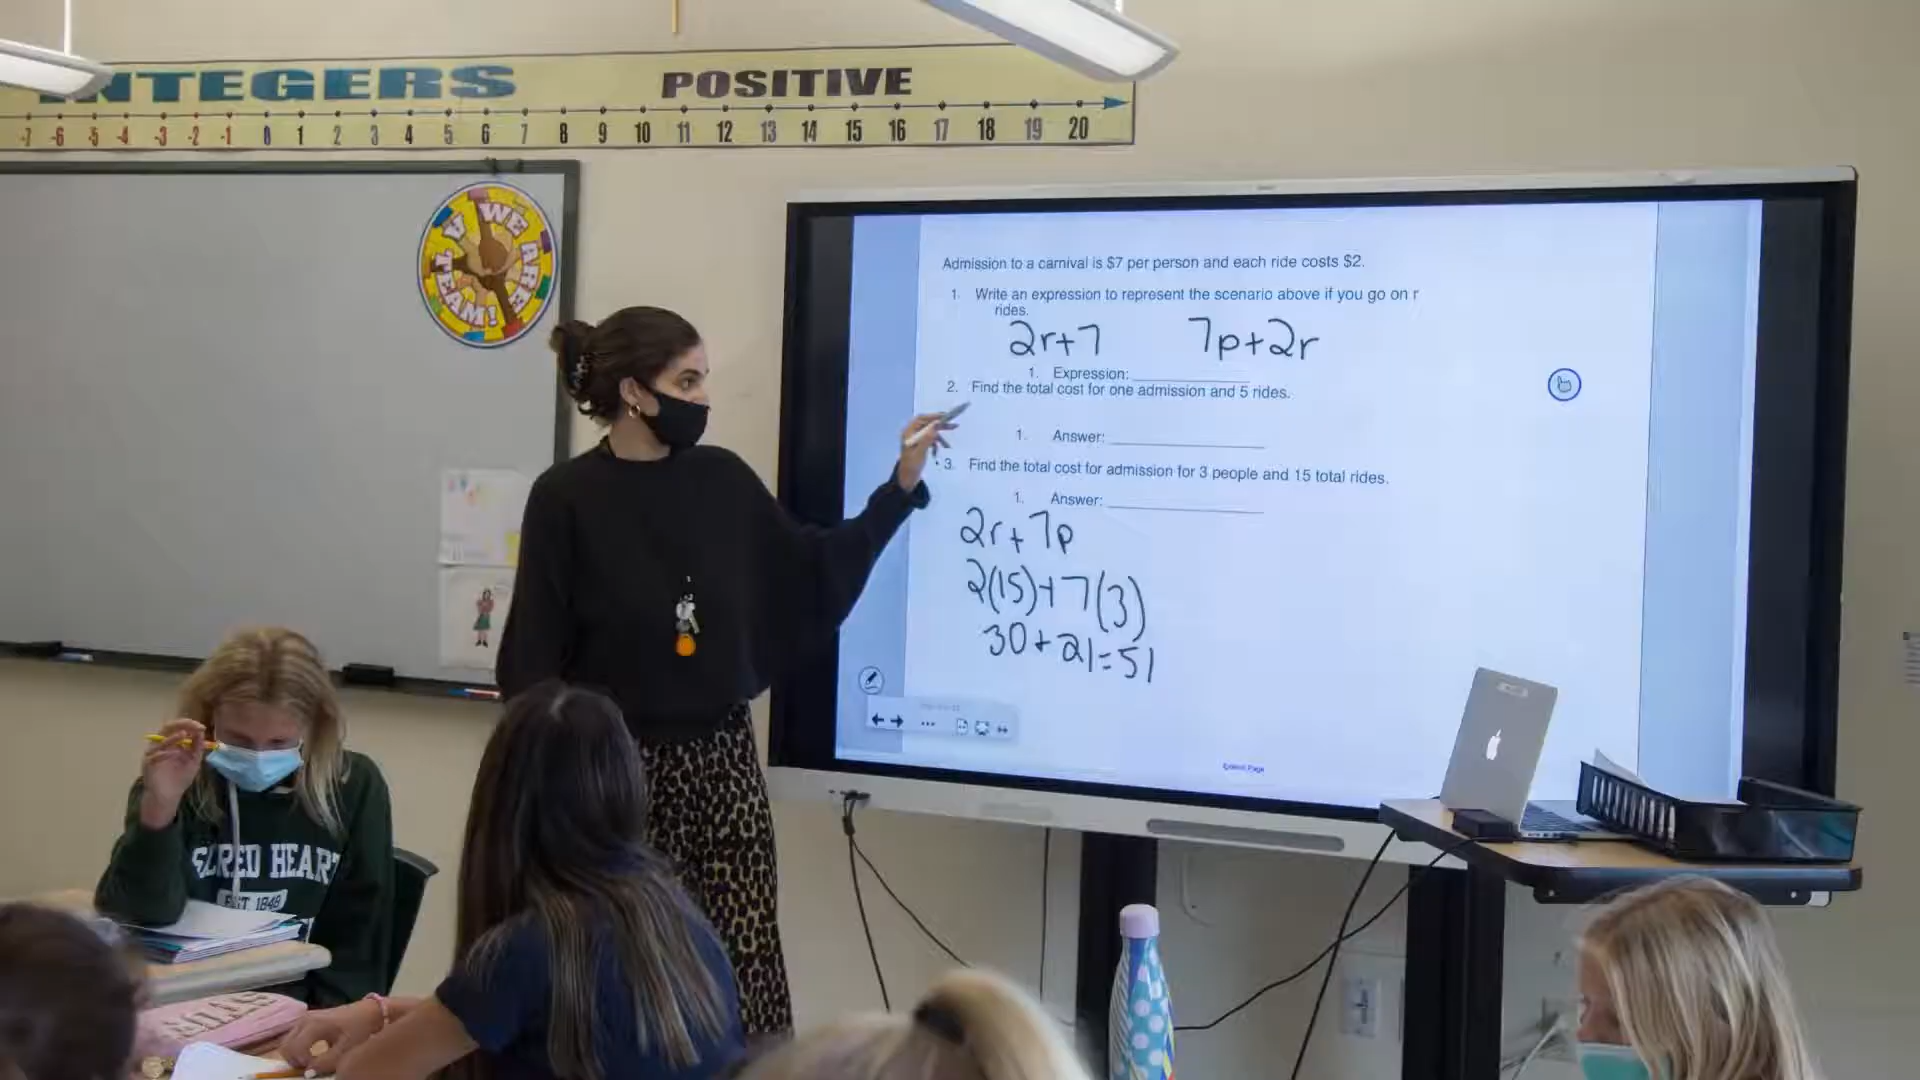 INTEGERS POSITIVE
-7 -6 -5 -4 -3 -2 -1 0 1 2 3 4 5 6 7 8 9 10 11 12 13 14 15 16 17 18 19 20
WE ARE A TEAM!
Admission to a carnival is $7 per person and each ride costs $2.
1. Write an expression to represent the scenario above if you go on r
rides.
2r+7 7p+2r
1. Expression:
2. Find the total cost for one admission and 5 rides.
1. Answer:
3. Find the total cost for admission for 3 people and 15 total rides.
1. Answer:
2r+7p
2(15)+7(3)
30+21=51
Extend Page
SACRED HEART
EST. 1848